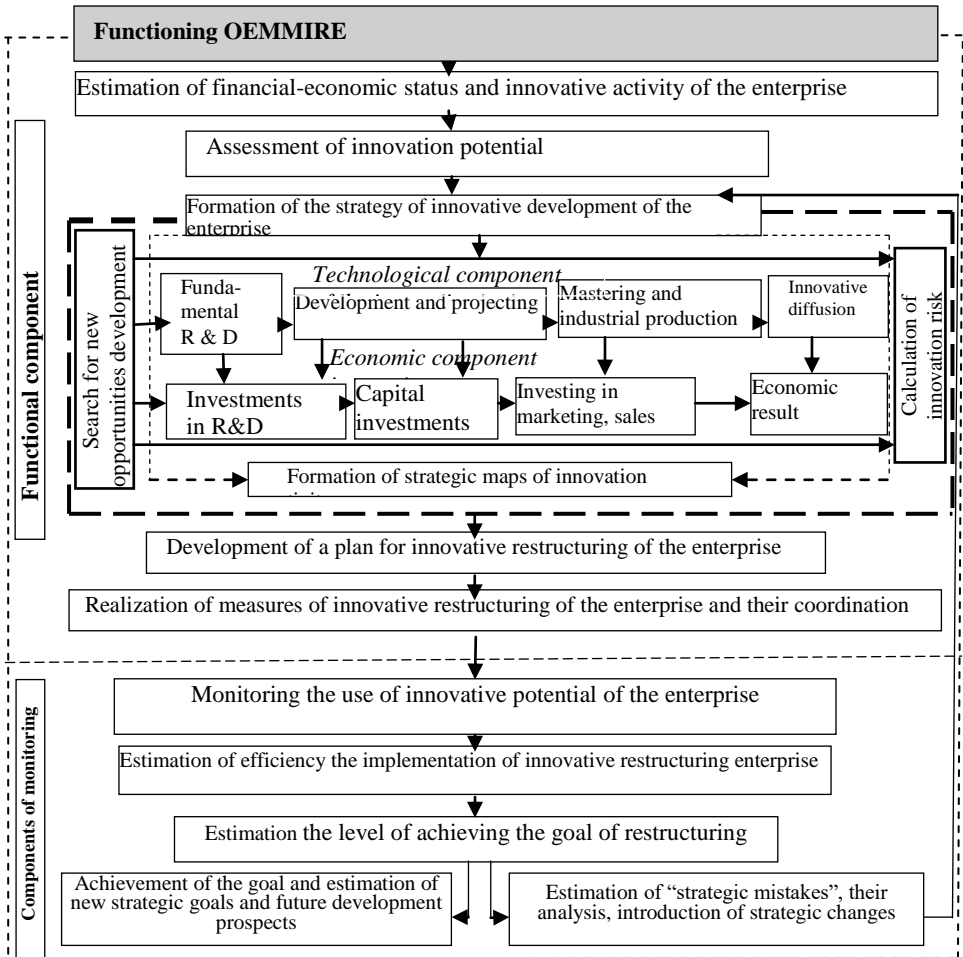 Functioning OEMMIRE
Estimation of financial-economic status and innovative activity of the enterprise
Assessment of innovation potential
Formation of the strategy of innovative development of the
enterprise
Functional component
Search for new
opportunities development
Technological component
Funda-
mental
R & D
Development and projecting
Mastering and
industrial production
Innovative
diffusion
Calculation of
innovation risk
Economic component
Investments
in R&D
Capital
investments
Investing in
marketing, sales
Economic
result
Formation of strategic maps of innovation
Development of a plan for innovative restructuring of the enterprise
Realization of measures of innovative restructuring of the enterprise and their coordination
Components of monitoring
Monitoring the use of innovative potential of the enterprise
Estimation of efficiency the implementation of innovative restructuring enterprise
Estimation the level of achieving the goal of restructuring
Achievement of the goal and estimation of
new strategic goals and future development
prospects
Estimation of “strategic mistakes”, their
analysis, introduction of strategic changes